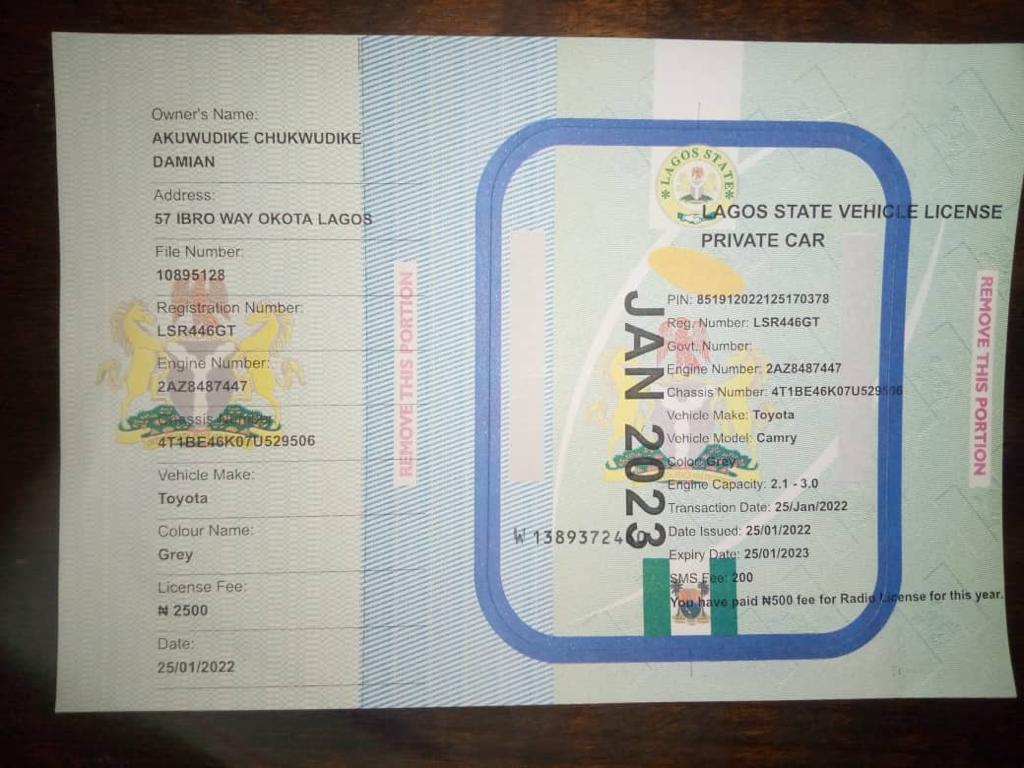 Owner's Name:
AKUWUDIKE CHUKWUDIKE
DAMIAN
Address:
57 IBRO WAY OKOTA LAGOS
File Number:
10895128
Registration Number:
LSR446GT
Engine Number:
2AZ8487447
Chassis Number:
4T1BE46K07U529506
Vehicle Make:
Toyota
Colour Name:
Grey
License Fee:
₦ 2500
Date:
25/01/2022
REMOVE THIS PORTION
LAGOS STATE
LAGOS STATE VEHICLE LICENSE
PRIVATE CAR
JAN 2023
PIN: 851912022125170378
Reg. Number: LSR446GT
Govt. Number:
Engine Number: 2AZ8487447
Chassis Number: 4T1BE46K07U529506
Vehicle Make: Toyota
Vehicle Model: Camry
Color: Grey
Engine Capacity: 2.1 - 3.0
Transaction Date: 25/Jan/2022
W 13893724
Date Issued: 25/01/2022
Expiry Date: 25/01/2023
SMS Fee: 200
You have paid ₦500 fee for Radio License for this year.
REMOVE THIS PORTION